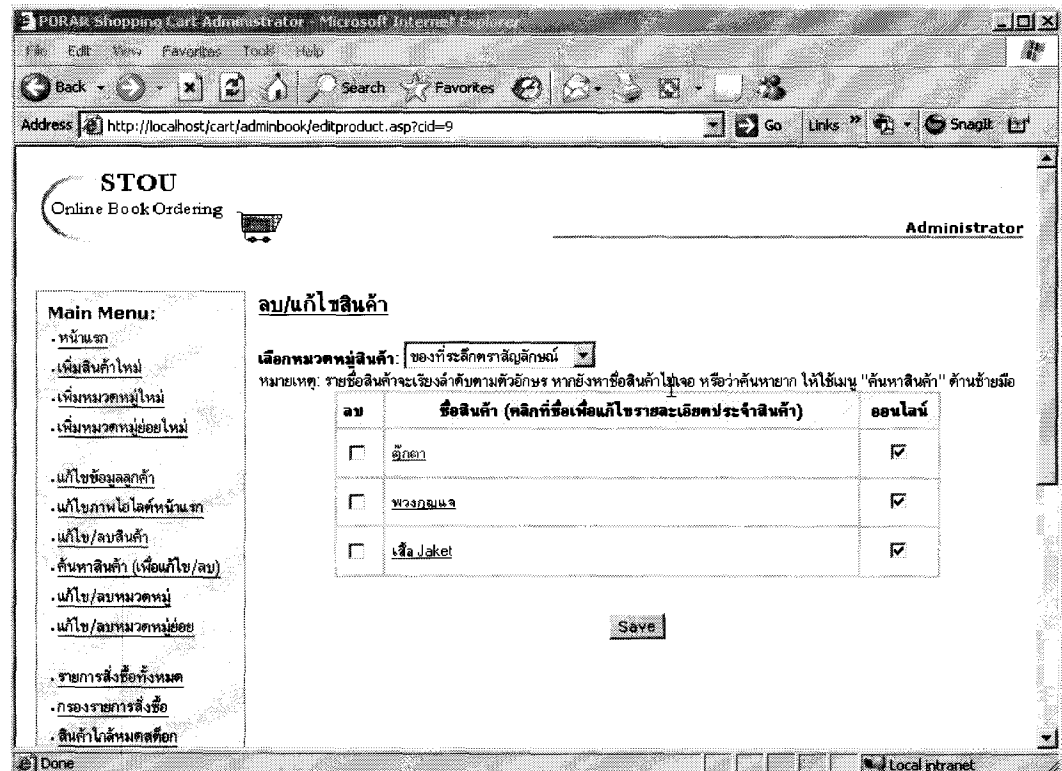 PORAR Shopping Cart Administrator - Microsoft Internet Explorer
File Edit View Favorites Tools Help
Back Search Favorites
Address http://localhost/cart/adminbook/editproduct.asp?cid=9 Go Links » SnagIt
STOU
Online Book Ordering
Administrator
ลบ/แก้ไขสินค้า
Main Menu:
หน้าแรก
เพิ่มสินค้าใหม่
เพิ่มหมวดหมู่ใหม่
เพิ่มหมวดหมู่ย่อยใหม่
แก้ไขข้อมูลลูกค้า
แก้ไขภาพไฮไลต์หน้าแรก
แก้ไข/ลบสินค้า
ค้นหาสินค้า (เพื่อแก้ไข/ลบ)
แก้ไข/ลบหมวดหมู่
แก้ไข/ลบหมวดหมู่ย่อย
รายการสั่งซื้อทั้งหมด
กรองรายการสั่งซื้อ
สินค้าใกล้หมดสต็อก
เลือกหมวดหมู่สินค้า: ของที่ระลึกตราสัญลักษณ์
หมายเหตุ: รายชื่อสินค้าจะเรียงลำดับตามตัวอักษร หากยังหาชื่อสินค้าไม่เจอ หรือว่าค้นหายาก ให้ใช้เมนู "ค้นหาสินค้า" ด้านซ้ายมือ
ลบ ชื่อสินค้า (คลิกที่ชื่อเพื่อแก้ไขรายละเอียดประจำสินค้า) ออนไลน์
ตุ๊กตา
พวงกุญแจ
เสื้อ Jaket
Save
Done Local intranet